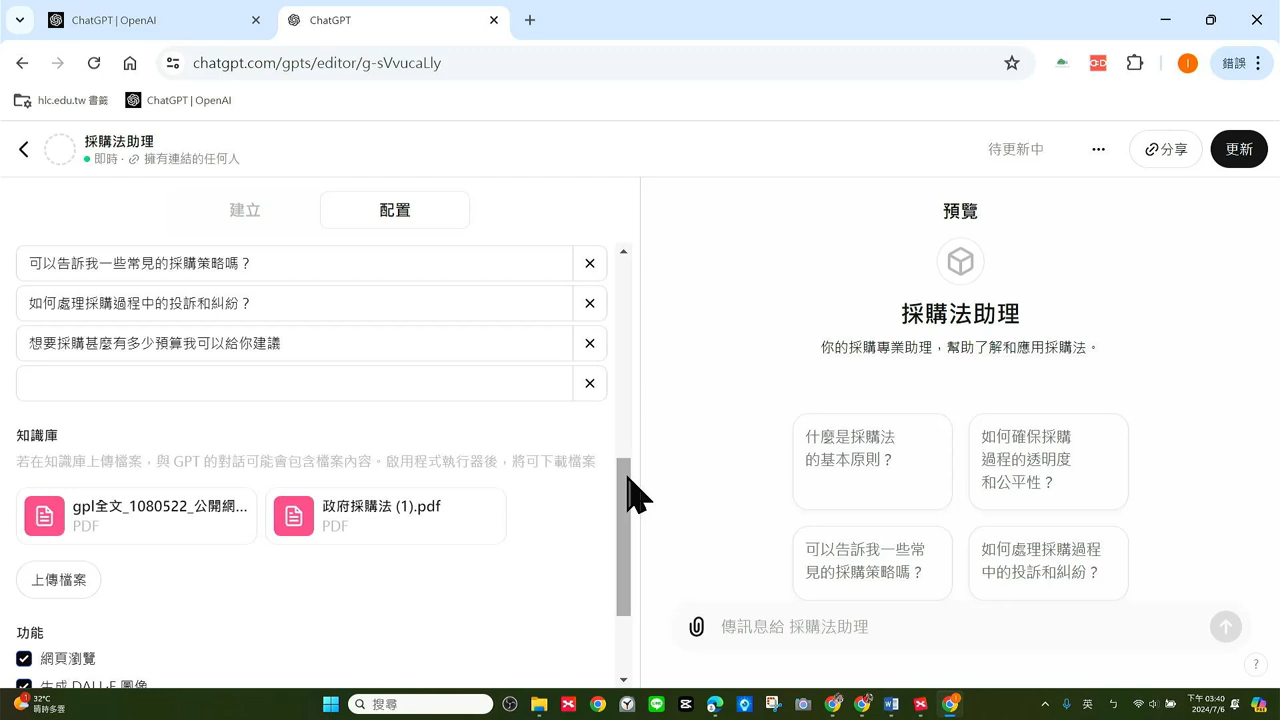 ChatGPT | OpenAI
ChatGPT
chatgpt.com/gpts/editor/g-sVvucaLly
錯誤
hlc.edu.tw 書籤
ChatGPT | OpenAI
採購法助理
即時 · 擁有連結的任何人
待更新中
分享
更新
建立
配置
可以告訴我一些常見的採購策略嗎？
如何處理採購過程中的投訴和糾紛？
想要採購甚麼有多少預算我可以給你建議
知識庫
若在知識庫上傳檔案，與 GPT 的對話可能會包含檔案內容。啟用程式執行器後，將可下載檔案
gpl全文_1080522_公開網...
PDF
政府採購法 (1).pdf
PDF
上傳檔案
功能
網頁瀏覽
生成 DALL·E 圖像
預覽
採購法助理
你的採購專業助理，幫助了解和應用採購法。
什麼是採購法
的基本原則？
如何確保採購
過程的透明度
和公平性？
可以告訴我一些常
見的採購策略嗎？
如何處理採購過程
中的投訴和糾紛？
傳訊息給 採購法助理
?
1
32°C
晴時多雲
搜尋
英
下午 03:40
2024/7/6